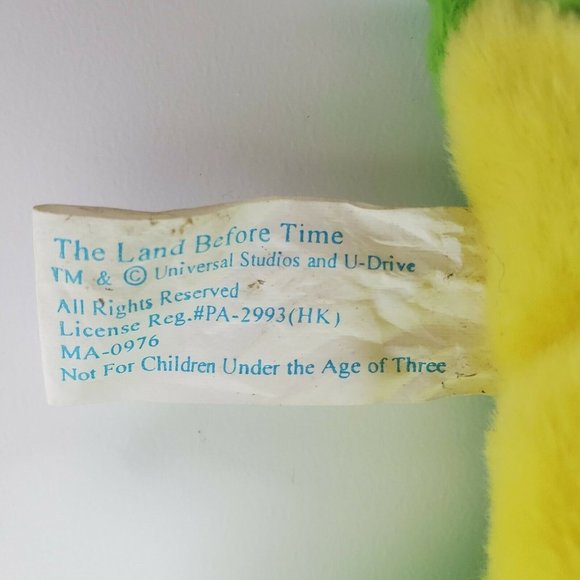 The Land Before Time
TM & © Universal Studios and U-Drive
All Rights Reserved
License Reg.#PA-2993(HK)
MA-0976
Not For Children Under the Age of Three